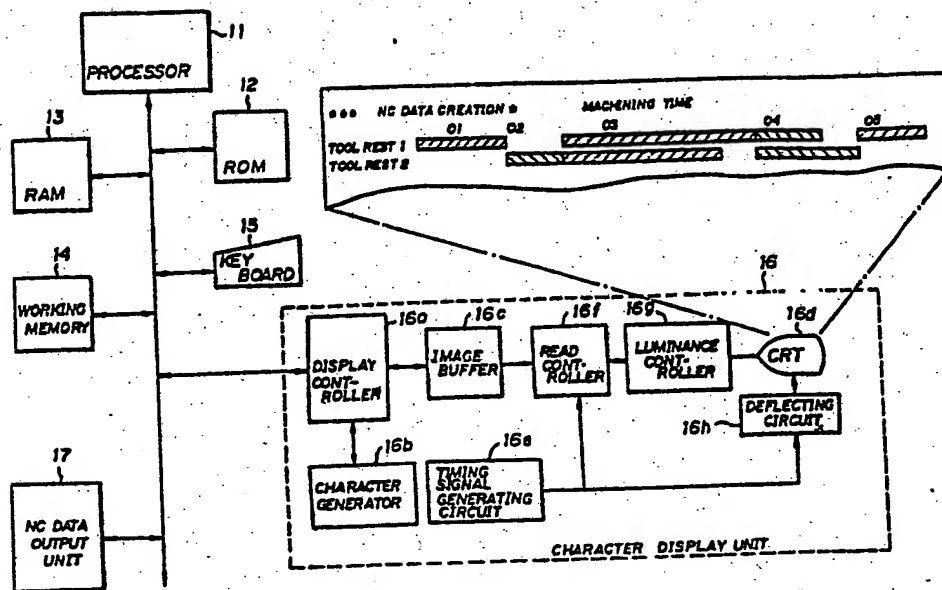 11
PROCESSOR
12
ROM
13
RAM
15
KEY
BOARD
14
WORKING
MEMORY
17
NC DATA
OUTPUT
UNIT
*** NC DATA CREATION * MACHINING TIME
01 02 03 04 05
TOOL REST 1
TOOL REST 2
16
16a
DISPLAY
CONT-
ROLLER
16c
IMAGE
BUFFER
16f
READ
CONT-
ROLLER
16g
LUMINANCE
CONT-
ROLLER
16d
CRT
16h
DEFLECTING
CIRCUIT
16b
CHARACTER
GENERATOR
16e
TIMING
SIGNAL
GENERATING
CIRCUIT
CHARACTER DISPLAY UNIT